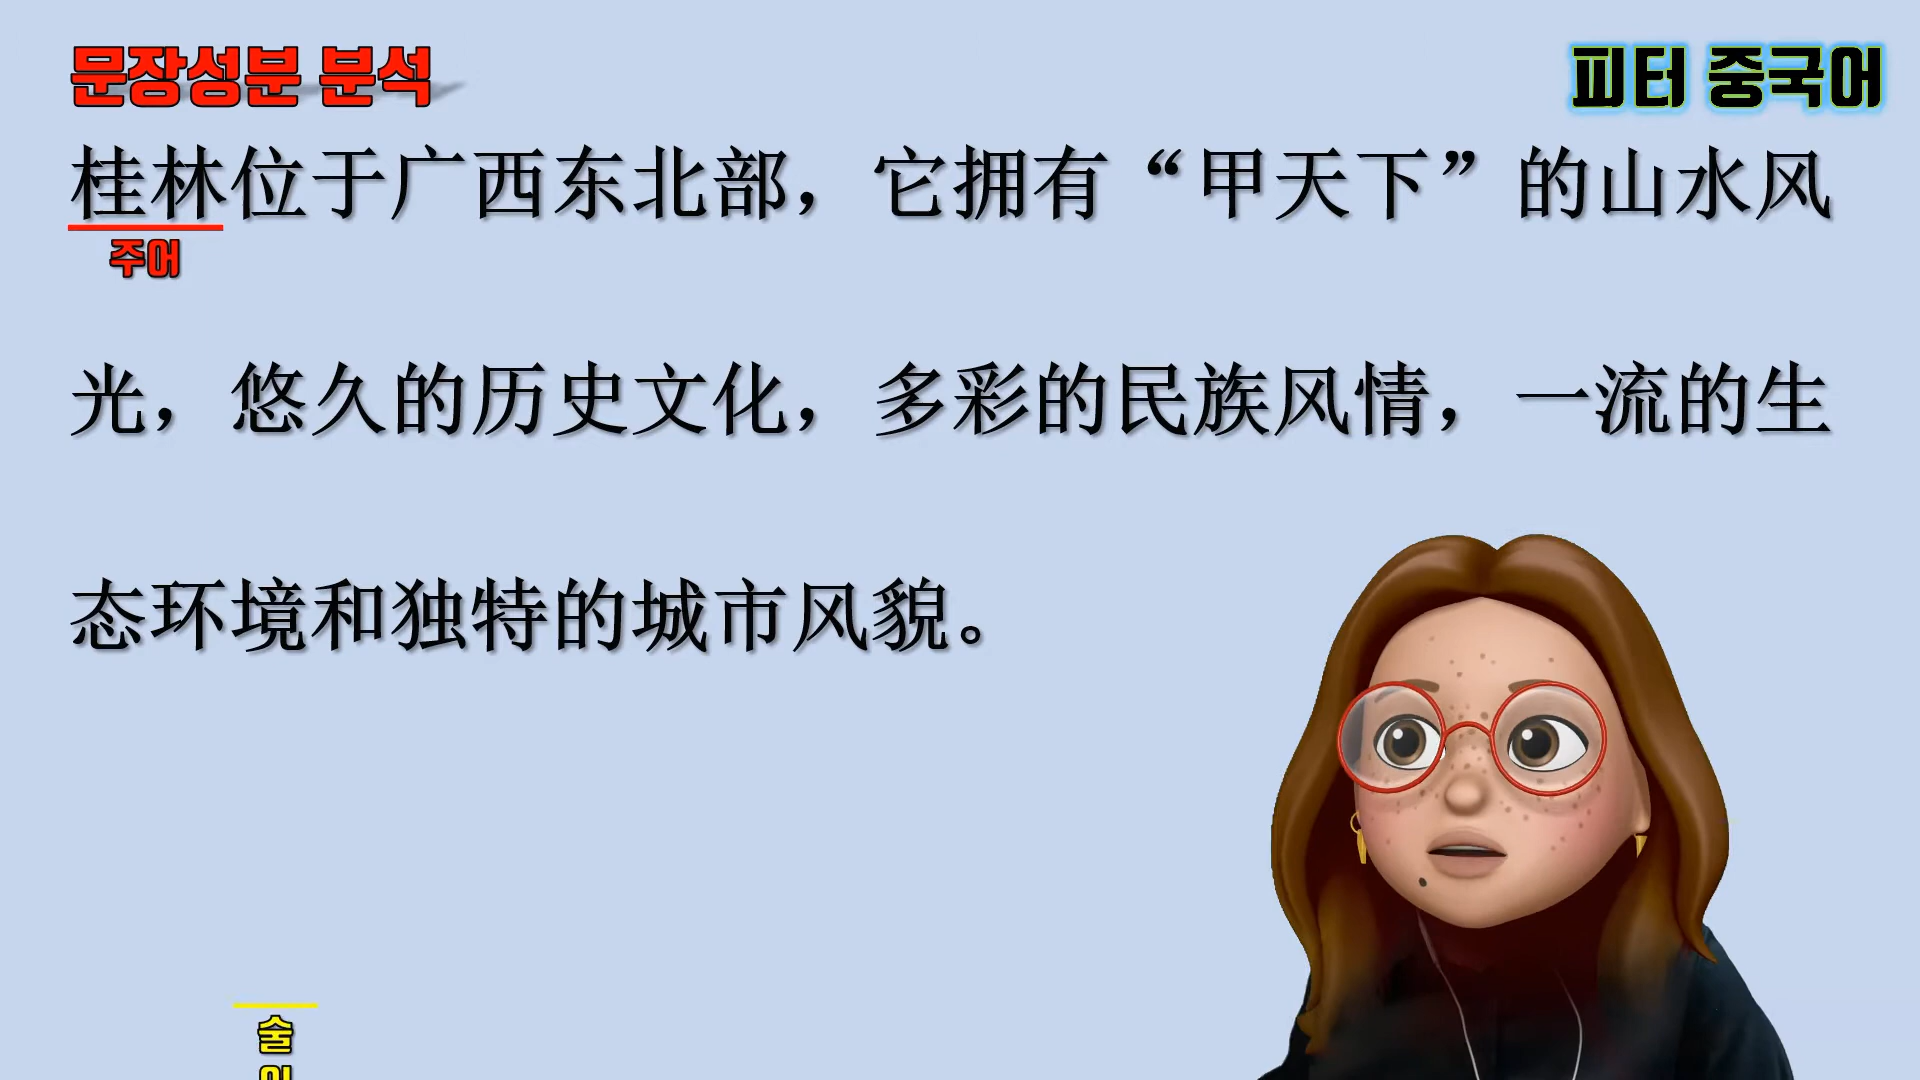 문장성분 분석
피터 중국어
桂林位于广西东北部，它拥有“甲天下”的山水风
주어
光，悠久的历史文化，多彩的民族风情，一流的生
态环境和独特的城市风貌。
술